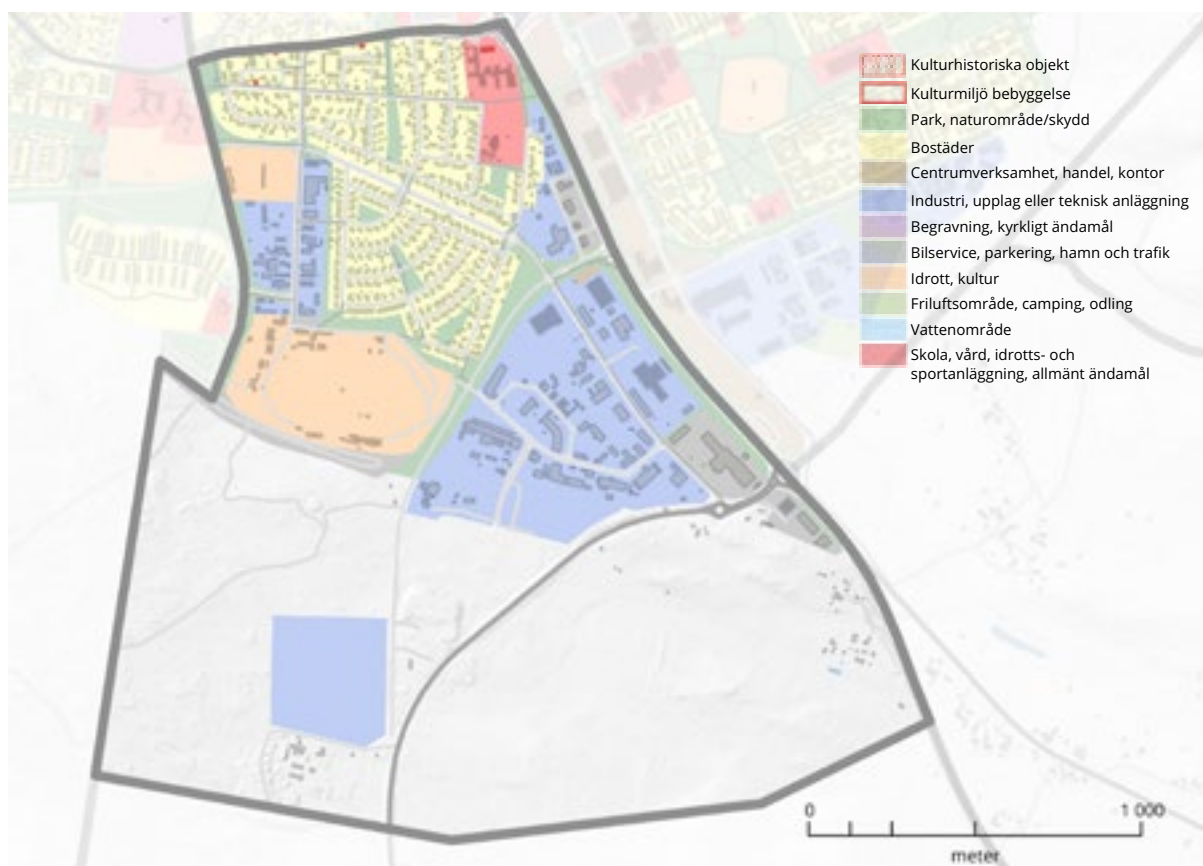 Kulturhistoriska objekt
Kulturmiljö bebyggelse
Park, naturområde/skydd
Bostäder
Centrumverksamhet, handel, kontor
Industri, upplag eller teknisk anläggning
Begravning, kyrkligt ändamål
Bilservice, parkering, hamn och trafik
Idrott, kultur
Friluftsområde, camping, odling
Vattenområde
Skola, vård, idrotts- och
sportanläggning, allmänt ändamål
0 1 000
meter